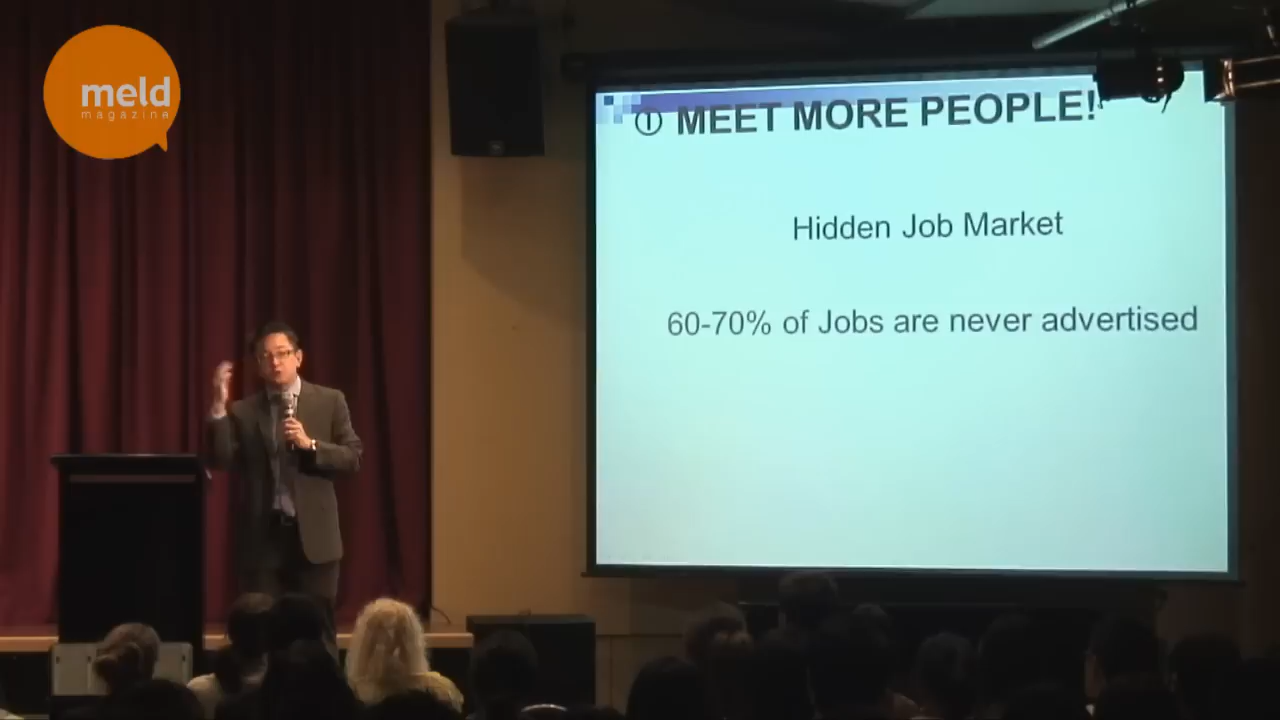 meld
magazine
① MEET MORE PEOPLE!
Hidden Job Market
60-70% of Jobs are never advertised